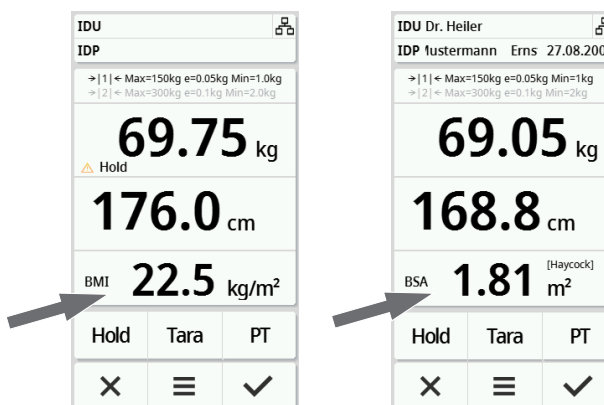 IDU
IDP
→|1|← Max=150kg e=0.05kg Min=1.0kg
→|2|← Max=300kg e=0.1kg Min=2.0kg
69.75 kg
Hold
176.0 cm
BMI 22.5 kg/m²
Hold Tara PT
IDU Dr. Heiler
IDP Mustermann Erns 27.08.200
→|1|← Max=150kg e=0.05kg Min=1kg
→|2|← Max=300kg e=0.1kg Min=2kg
69.05 kg
168.8 cm
BSA 1.81 [Haycock] m²
Hold Tara PT